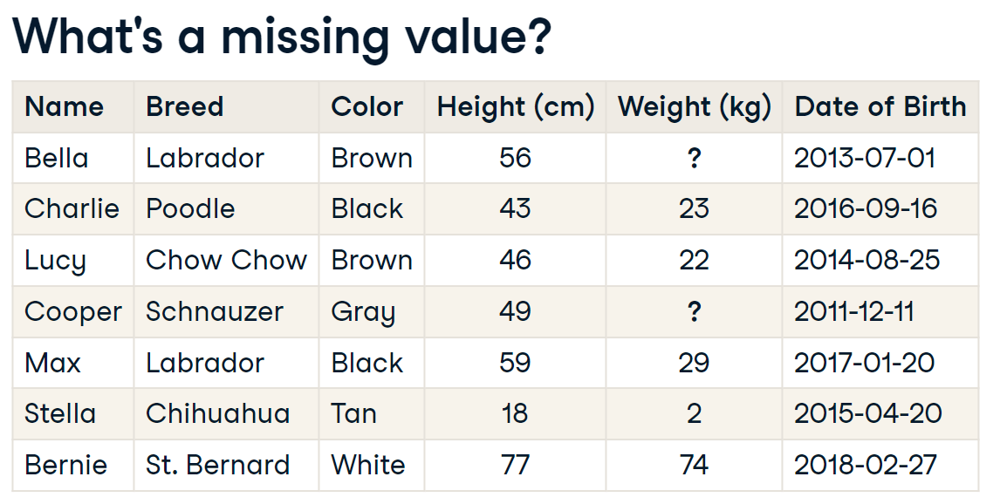 What's a missing value?
Name Breed Color Height (cm) Weight (kg) Date of Birth
Bella Labrador Brown 56 ? 2013-07-01
Charlie Poodle Black 43 23 2016-09-16
Lucy Chow Chow Brown 46 22 2014-08-25
Cooper Schnauzer Gray 49 ? 2011-12-11
Max Labrador Black 59 29 2017-01-20
Stella Chihuahua Tan 18 2 2015-04-20
Bernie St. Bernard White 77 74 2018-02-27